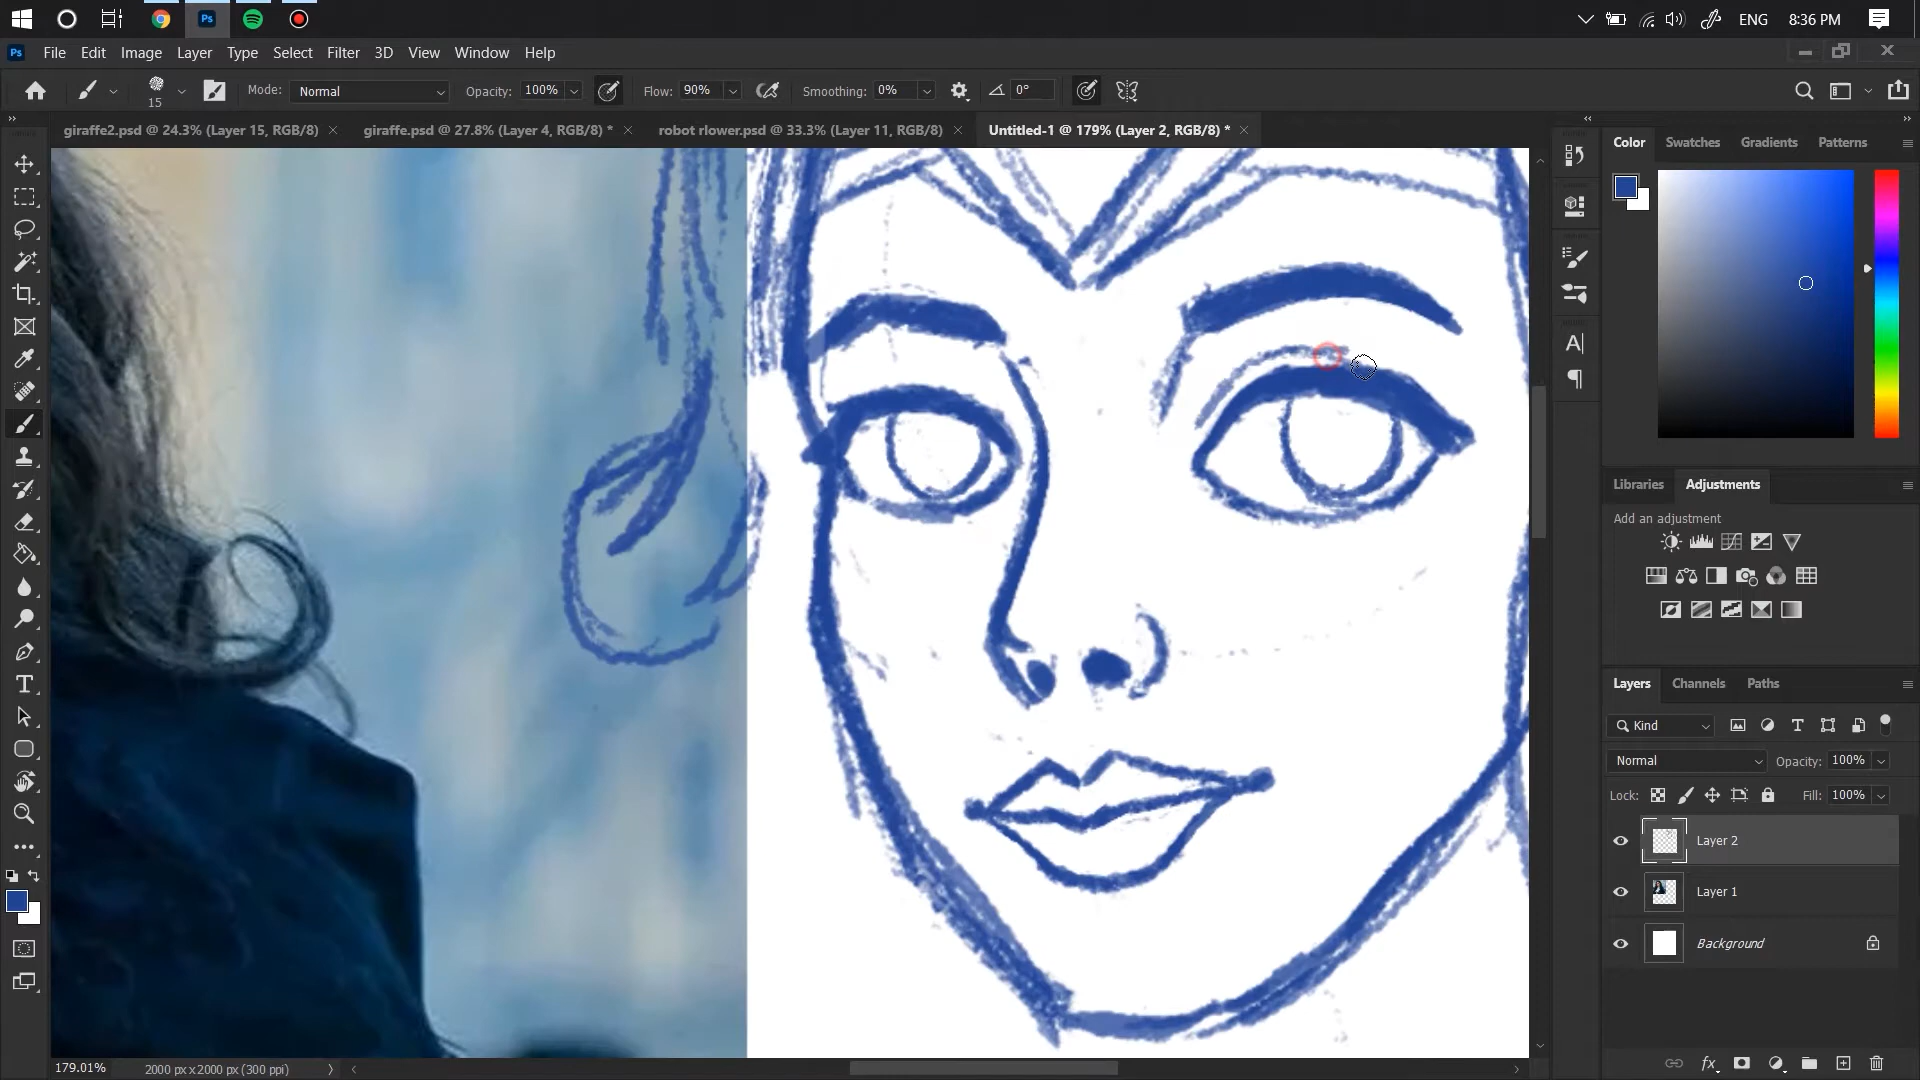 Ps
ENG
8:36 PM
Ps
File Edit Image Layer Type Select Filter 3D View Window Help
15
Mode: Normal
Opacity: 100%
Flow: 90%
Smoothing: 0%
0°
giraffe2.psd @ 24.3% (Layer 15, RGB/8)
giraffe.psd @ 27.8% (Layer 4, RGB/8) *
robot rlower.psd @ 33.3% (Layer 11, RGB/8)
Untitled-1 @ 179% (Layer 2, RGB/8) *
Color Swatches Gradients Patterns
Libraries Adjustments
Add an adjustment
Layers Channels Paths
Kind
Normal
Opacity: 100%
Lock:
Fill: 100%
Layer 2
Layer 1
Background
fx
179.01%
2000 px x 2000 px (300 ppi)